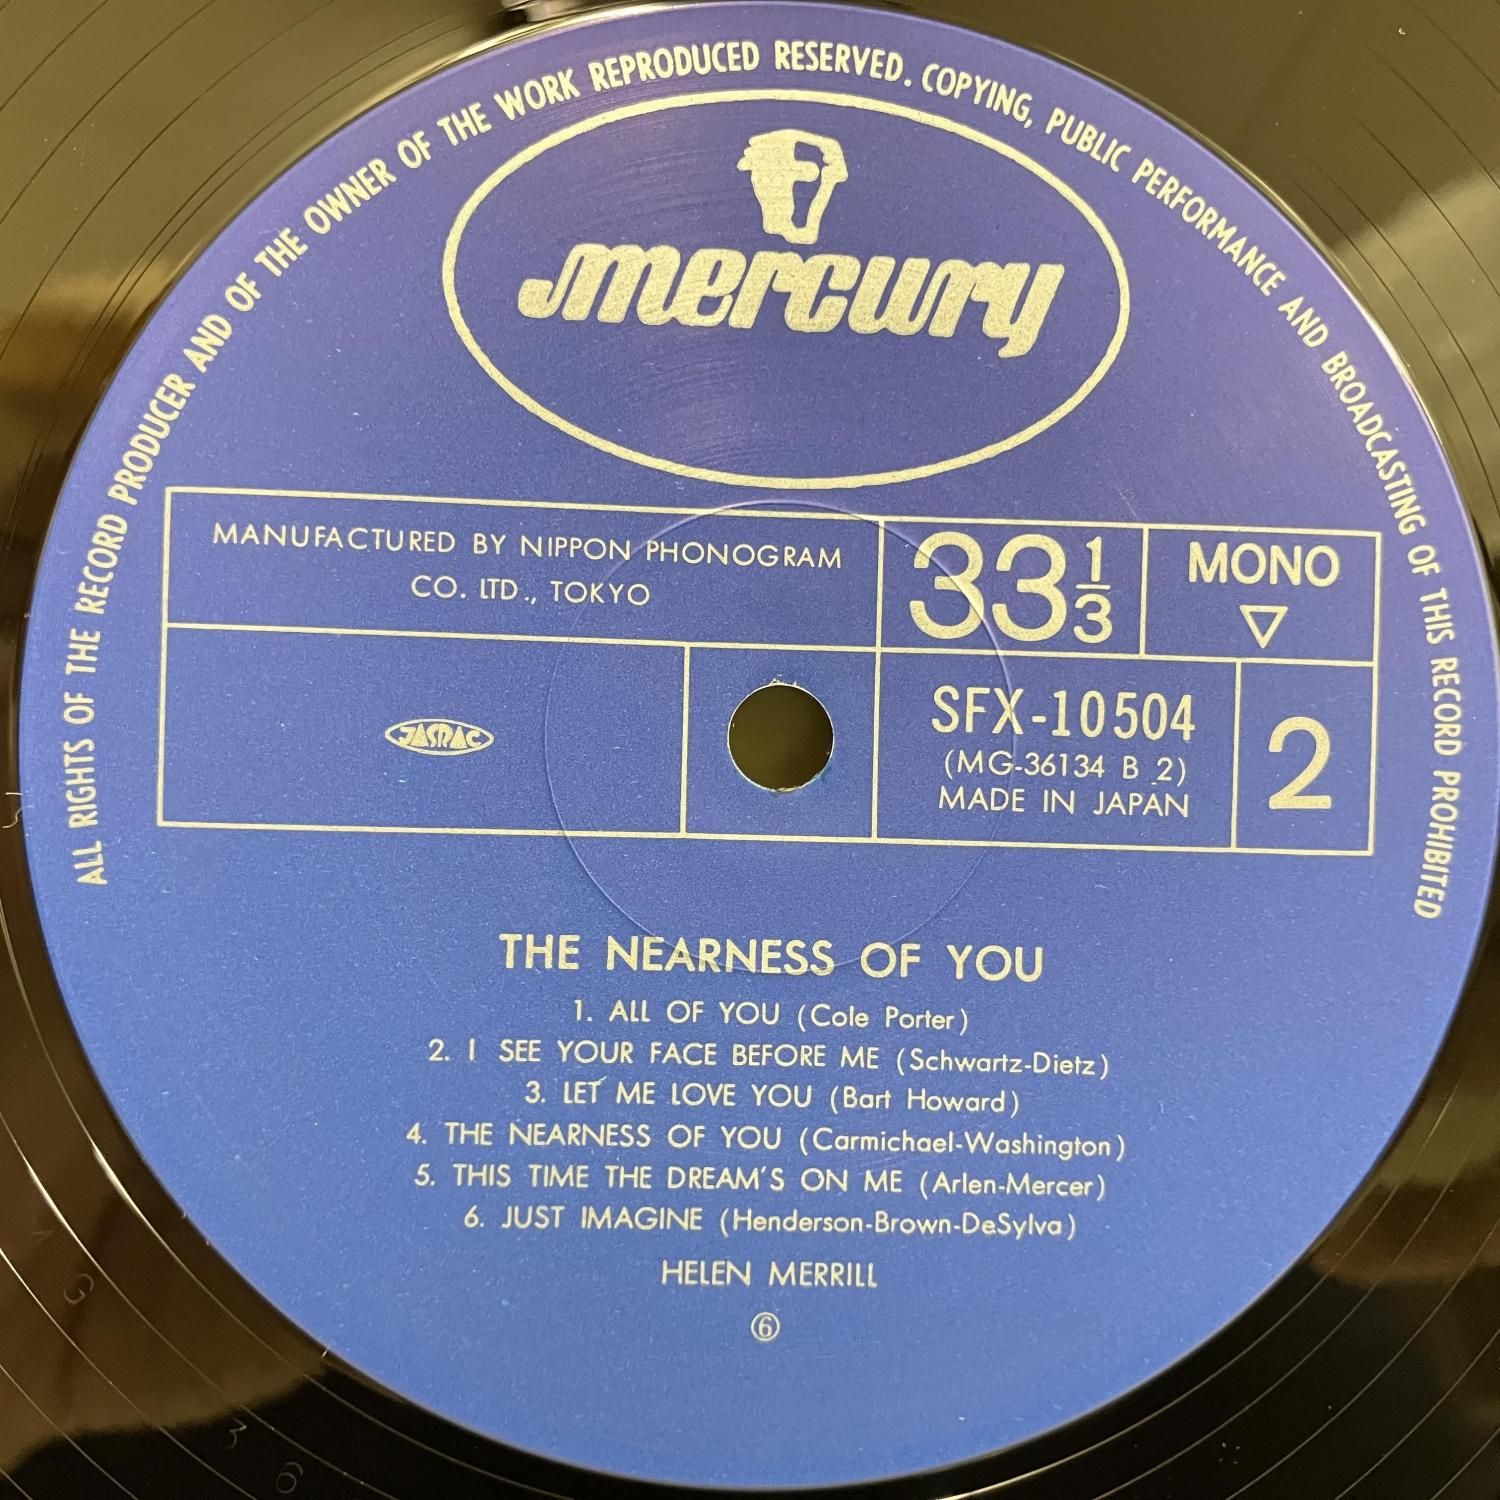 ALL RIGHTS OF THE RECORD PRODUCER AND OF THE OWNER OF THE WORK REPRODUCED RESERVED. COPYING, PUBLIC PERFORMANCE AND BROADCASTING OF THIS RECORD PROHIBITED
mercury
MANUFACTURED BY NIPPON PHONOGRAM
CO. LTD., TOKYO
33 1/3
MONO
▽
JASRAC
SFX-10504
(MG-36134 B 2)
MADE IN JAPAN
2
THE NEARNESS OF YOU
1. ALL OF YOU (Cole Porter)
2. I SEE YOUR FACE BEFORE ME (Schwartz-Dietz)
3. LET ME LOVE YOU (Bart Howard)
4. THE NEARNESS OF YOU (Carmichael-Washington)
5. THIS TIME THE DREAM'S ON ME (Arlen-Mercer)
6. JUST IMAGINE (Henderson-Brown-DeSylva)
HELEN MERRILL
⑥
G
3 6